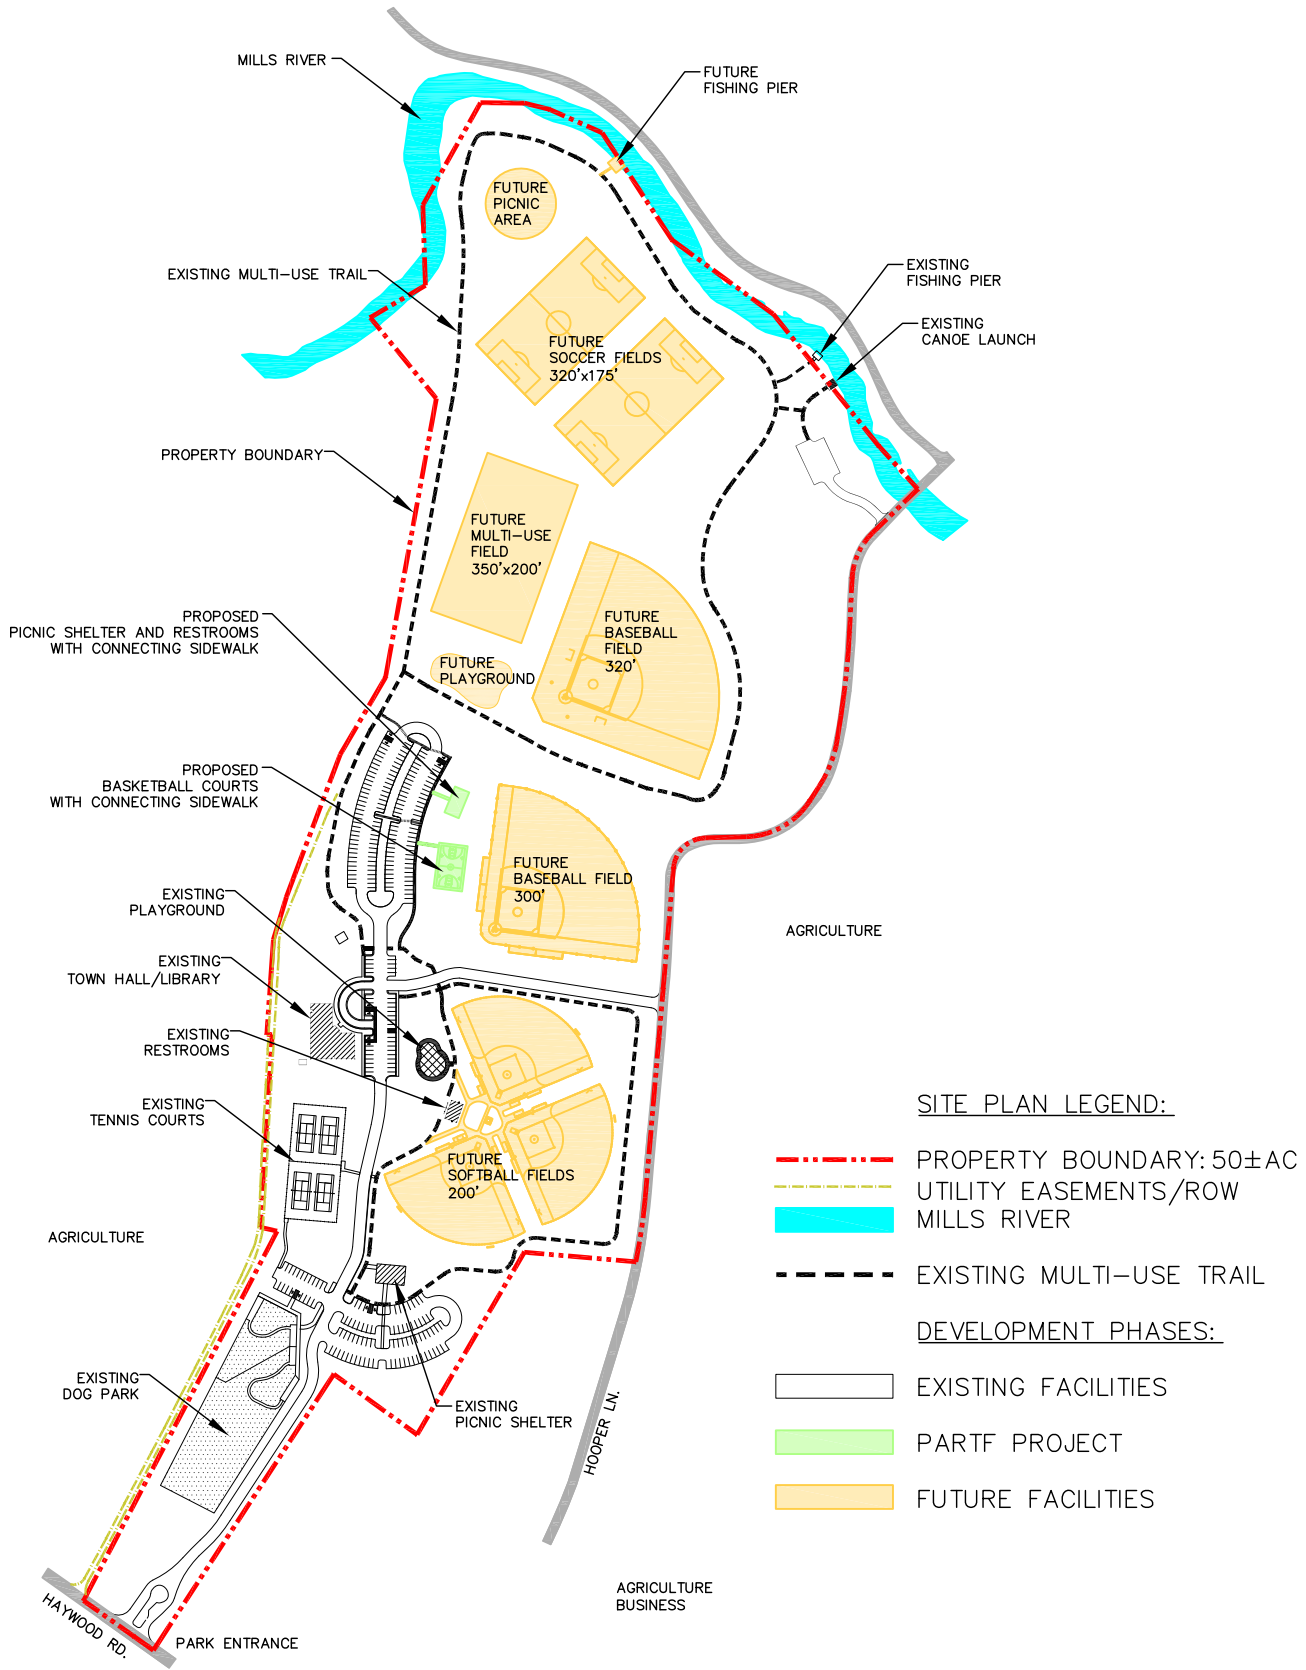 MILLS RIVER
FUTURE
FISHING PIER
FUTURE
PICNIC
AREA
EXISTING MULTI-USE TRAIL
EXISTING
FISHING PIER
EXISTING
CANOE LAUNCH
FUTURE
SOCCER FIELDS
320'x175'
PROPERTY BOUNDARY
FUTURE
MULTI-USE
FIELD
350'x200'
PROPOSED
PICNIC SHELTER AND RESTROOMS
WITH CONNECTING SIDEWALK
FUTURE
BASEBALL
FIELD
320'
FUTURE
PLAYGROUND
PROPOSED
BASKETBALL COURTS
WITH CONNECTING SIDEWALK
FUTURE
BASEBALL FIELD
300'
EXISTING
PLAYGROUND
AGRICULTURE
EXISTING
TOWN HALL/LIBRARY
EXISTING
RESTROOMS
EXISTING
TENNIS COURTS
FUTURE
SOFTBALL FIELDS
200'
AGRICULTURE
EXISTING
DOG PARK
EXISTING
PICNIC SHELTER
HOOPER LN.
AGRICULTURE
BUSINESS
HAYWOOD RD.
PARK ENTRANCE
SITE PLAN LEGEND:
PROPERTY BOUNDARY: 50±AC
UTILITY EASEMENTS/ROW
MILLS RIVER
EXISTING MULTI-USE TRAIL
DEVELOPMENT PHASES:
EXISTING FACILITIES
PARTF PROJECT
FUTURE FACILITIES